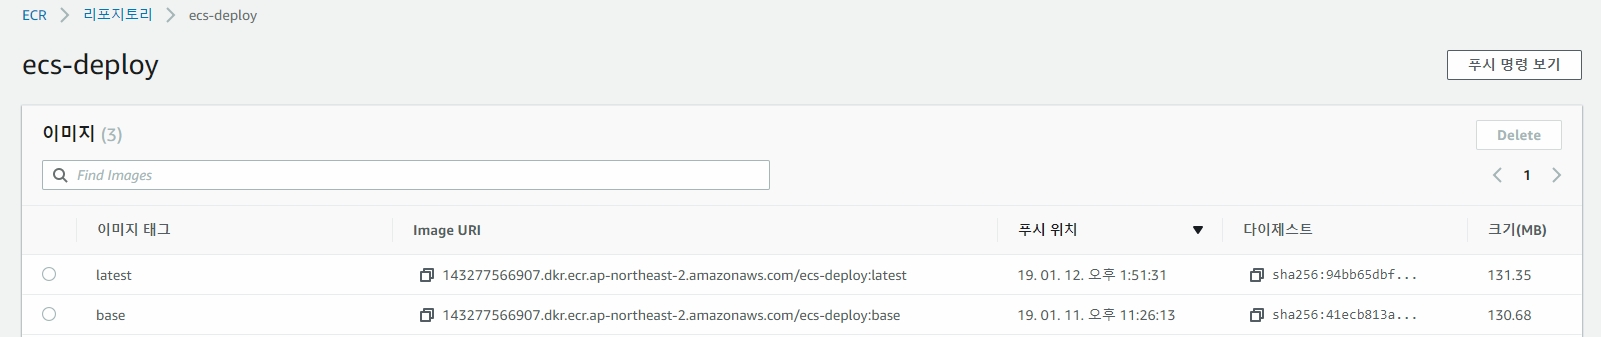 ECR > 리포지토리 > ecs-deploy
ecs-deploy
푸시 명령 보기
이미지 (3)
Delete
Find Images
1
이미지 태그 Image URI 푸시 위치 다이제스트 크기(MB)
latest 143277566907.dkr.ecr.ap-northeast-2.amazonaws.com/ecs-deploy:latest 19. 01. 12. 오후 1:51:31 sha256:94bb65dbf... 131.35
base 143277566907.dkr.ecr.ap-northeast-2.amazonaws.com/ecs-deploy:base 19. 01. 11. 오후 11:26:13 sha256:41ecb813a... 130.68